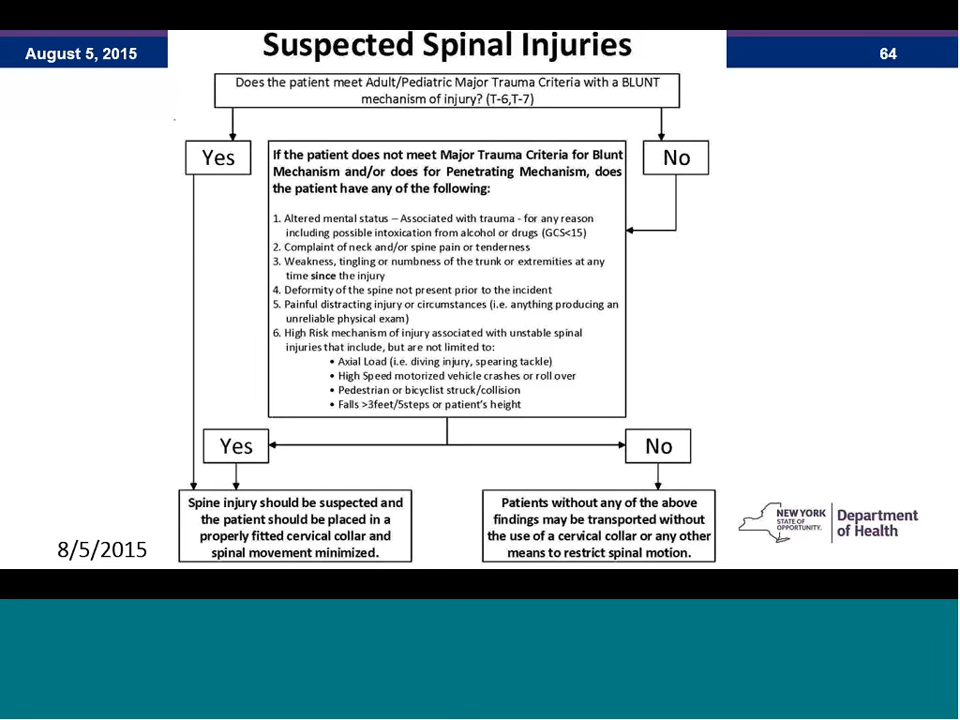 August 5, 2015
Suspected Spinal Injuries
64
Does the patient meet Adult/Pediatric Major Trauma Criteria with a BLUNT
mechanism of injury? (T-6,T-7)
Yes
If the patient does not meet Major Trauma Criteria for Blunt
Mechanism and/or does for Penetrating Mechanism, does
the patient have any of the following:
No
1. Altered mental status – Associated with trauma - for any reason
including possible intoxication from alcohol or drugs (GCS<15)
2. Complaint of neck and/or spine pain or tenderness
3. Weakness, tingling or numbness of the trunk or extremities at any
time since the injury
4. Deformity of the spine not present prior to the incident
5. Painful distracting injury or circumstances (i.e. anything producing an
unreliable physical exam)
6. High Risk mechanism of injury associated with unstable spinal
injuries that include, but are not limited to:
• Axial Load (i.e. diving injury, spearing tackle)
• High Speed motorized vehicle crashes or roll over
• Pedestrian or bicyclist struck/collision
• Falls >3feet/5steps or patient's height
Yes
No
Spine injury should be suspected and
the patient should be placed in a
properly fitted cervical collar and
spinal movement minimized.
Patients without any of the above
findings may be transported without
the use of a cervical collar or any other
means to restrict spinal motion.
8/5/2015
NEW YORK
STATE OF
OPPORTUNITY.
Department
of Health